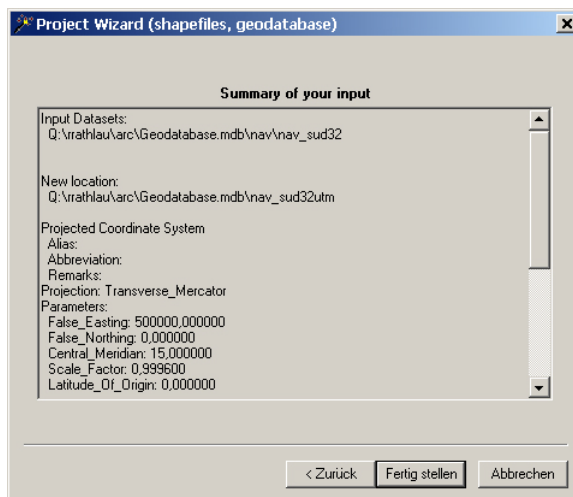 Project Wizard (shapefiles, geodatabase)
Summary of your input
Input Datasets:
Q:\rrathlau\arc\Geodatabase.mdb\nav\nav_sud32
New location:
Q:\rrathlau\arc\Geodatabase.mdb\nav_sud32utm
Projected Coordinate System
Alias:
Abbreviation:
Remarks:
Projection: Transverse_Mercator
Parameters:
False_Easting: 500000,000000
False_Northing: 0,000000
Central_Meridian: 15,000000
Scale_Factor: 0,999600
Latitude_Of_Origin: 0,000000
< Zurück Fertig stellen Abbrechen